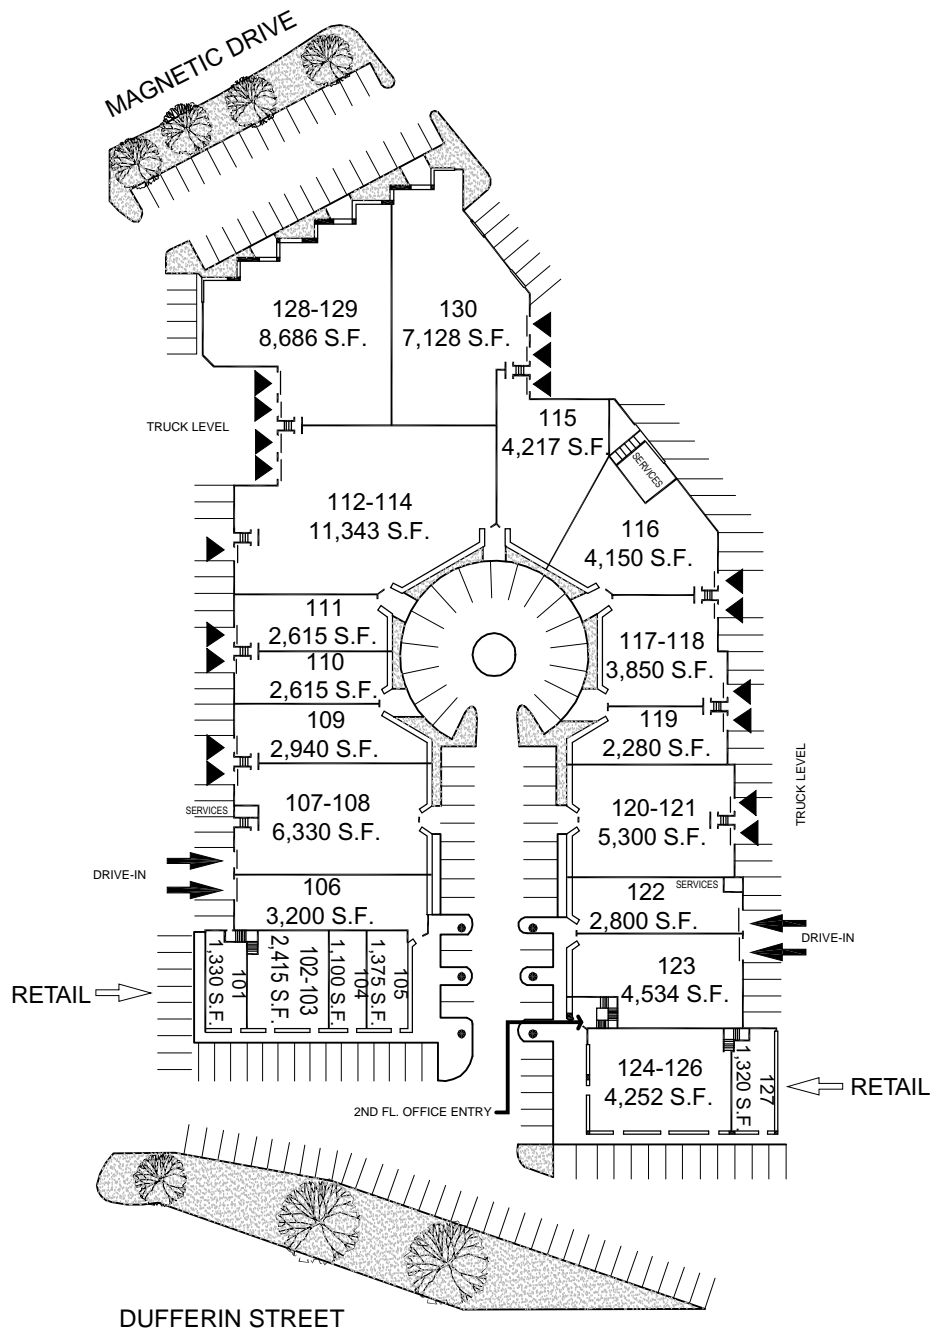 MAGNETIC DRIVE
128-129
8,686 S.F.
130
7,128 S.F.
TRUCK LEVEL
115
4,217 S.F.
SERVICES
112-114
11,343 S.F.
116
4,150 S.F.
111
2,615 S.F.
117-118
3,850 S.F.
110
2,615 S.F.
109
2,940 S.F.
119
2,280 S.F.
TRUCK LEVEL
107-108
6,330 S.F.
SERVICES
120-121
5,300 S.F.
DRIVE-IN
106
3,200 S.F.
SERVICES
122
2,800 S.F.
DRIVE-IN
123
4,534 S.F.
RETAIL
101
1,330 S.F.
102-103
2,415 S.F.
104
1,100 S.F.
105
1,375 S.F.
124-126
4,252 S.F.
127
1,320 S.F.
RETAIL
2ND FL. OFFICE ENTRY
DUFFERIN STREET